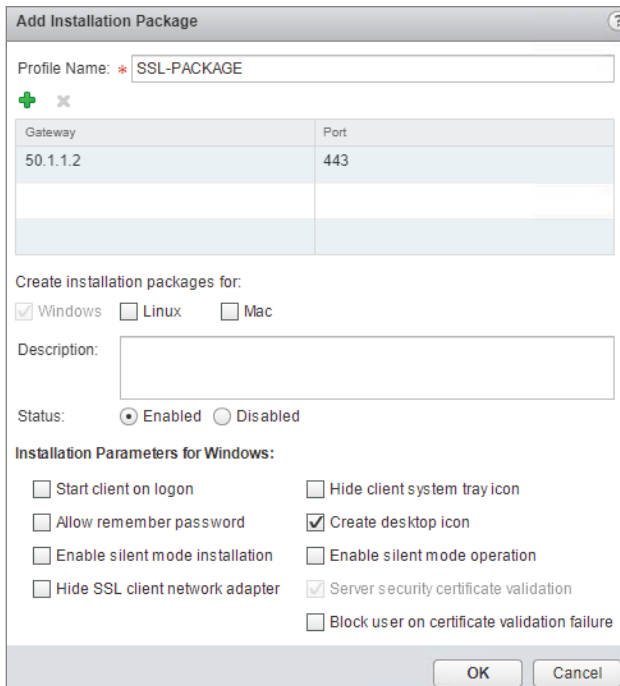 Add Installation Package ?
Profile Name: * SSL-PACKAGE
Gateway Port
50.1.1.2 443
Create installation packages for:
Windows Linux Mac
Description:
Status: Enabled Disabled
Installation Parameters for Windows:
Start client on logon Hide client system tray icon
Allow remember password Create desktop icon
Enable silent mode installation Enable silent mode operation
Hide SSL client network adapter Server security certificate validation
Block user on certificate validation failure
OK Cancel